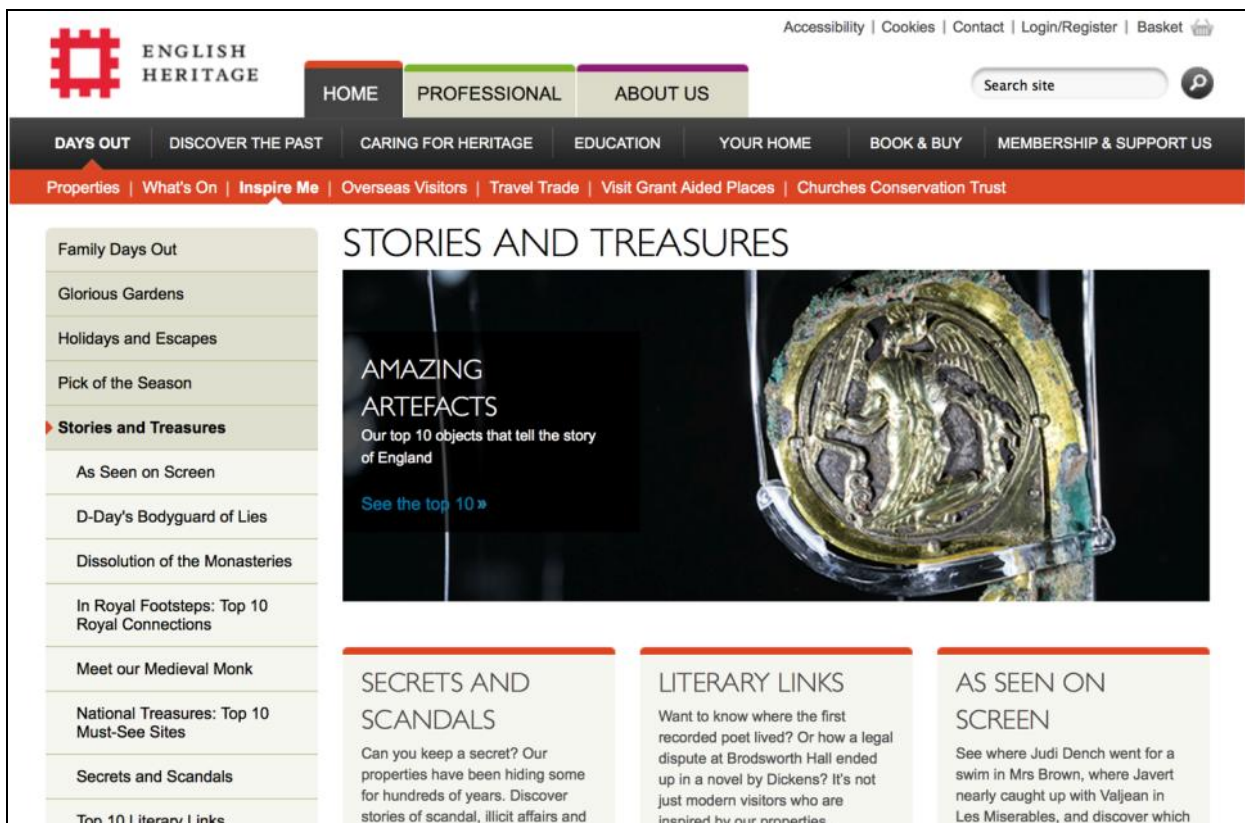 Accessibility | Cookies | Contact | Login/Register | Basket
ENGLISH
HERITAGE
HOME
PROFESSIONAL
ABOUT US
Search site
DAYS OUT
DISCOVER THE PAST
CARING FOR HERITAGE
EDUCATION
YOUR HOME
BOOK & BUY
MEMBERSHIP & SUPPORT US
Properties | What's On | Inspire Me | Overseas Visitors | Travel Trade | Visit Grant Aided Places | Churches Conservation Trust
Family Days Out
Glorious Gardens
Holidays and Escapes
Pick of the Season
Stories and Treasures
As Seen on Screen
D-Day's Bodyguard of Lies
Dissolution of the Monasteries
In Royal Footsteps: Top 10
Royal Connections
Meet our Medieval Monk
National Treasures: Top 10
Must-See Sites
Secrets and Scandals
Top 10 Literary Links
STORIES AND TREASURES
AMAZING
ARTEFACTS
Our top 10 objects that tell the story
of England
See the top 10 »
SECRETS AND
SCANDALS
Can you keep a secret? Our
properties have been hiding some
for hundreds of years. Discover
stories of scandal, illicit affairs and
LITERARY LINKS
Want to know where the first
recorded poet lived? Or how a legal
dispute at Brodsworth Hall ended
up in a novel by Dickens? It's not
just modern visitors who are
inspired by our properties
AS SEEN ON
SCREEN
See where Judi Dench went for a
swim in Mrs Brown, where Javert
nearly caught up with Valjean in
Les Miserables, and discover which